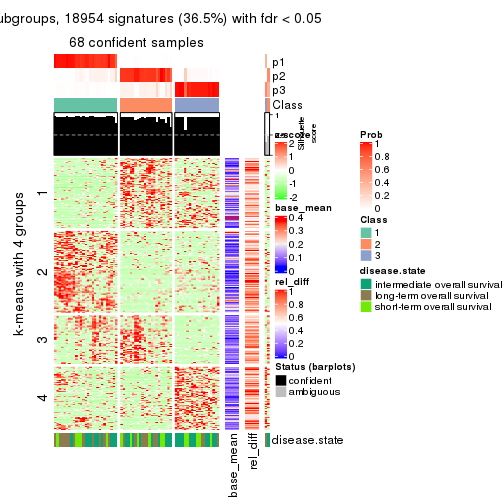 ubgroups, 18954 signatures (36.5%) with fdr < 0.05
68 confident samples
p1
p2
p3
Class
1
Silhouette
score
z-score
2
1
0
-1
-2
base_mean
0.4
0.3
0.2
0.1
0
rel_diff
1
0.8
0.6
0.4
0.2
0
Status (barplots)
confident
ambiguous
Prob
1
0.8
0.6
0.4
0.2
0
Class
1
2
3
disease.state
intermediate overall survival
long-term overall survival
short-term overall survival
k-means with 4 groups
1
2
3
4
disease.state
base_mean
rel_diff